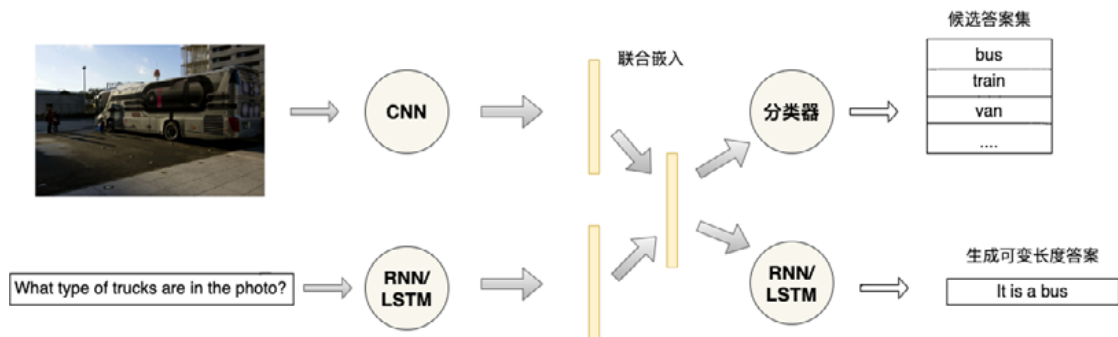 候选答案集
联合嵌入
bus
train
van
....
CNN
分类器
What type of trucks are in the photo?
RNN/
LSTM
RNN/
LSTM
生成可变长度答案
It is a bus